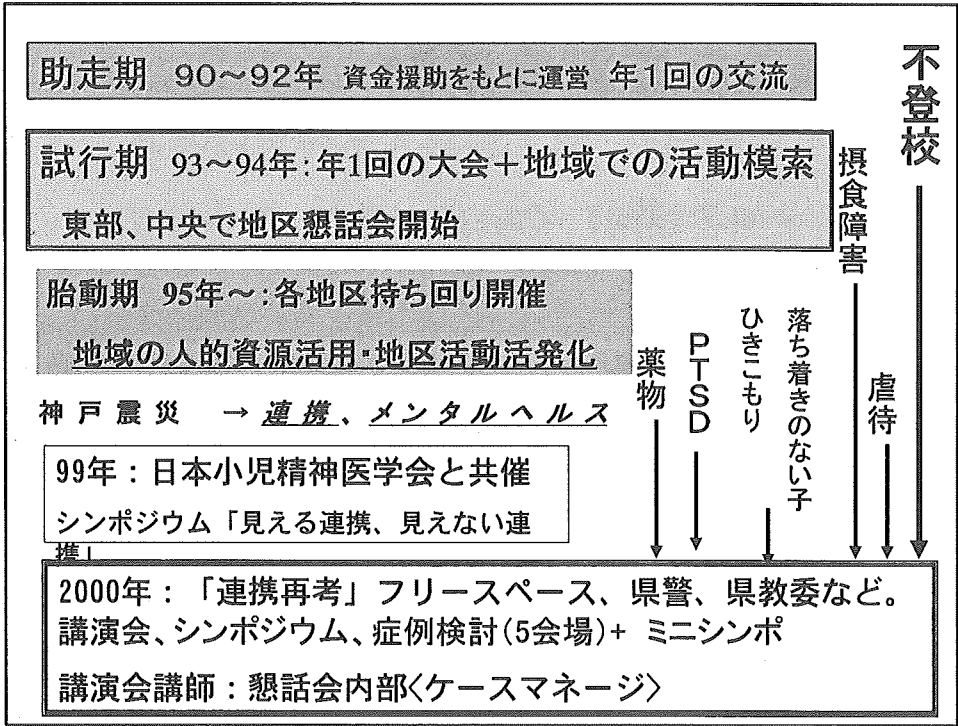 助走期 90～92年 資金援助をもとに運営 年1回の交流
試行期 93～94年：年1回の大会＋地域での活動模索
東部、中央で地区懇話会開始
胎動期 95年～：各地区持ち回り開催
地域の人的資源活用・地区活動活発化
神戸震災 → 連携、メンタルヘルス
99年：日本小児精神医学会と共催
シンポジウム「見える連携、見えない連
携」
2000年：「連携再考」フリースペース、県警、県教委など。
講演会、シンポジウム、症例検討（5会場）+ ミニシンポ
講演会講師：懇話会内部〈ケースマネージ〉
不登校
摂食障害
虐待
落ち着きのない子
ひきこもり
PTSD
薬物